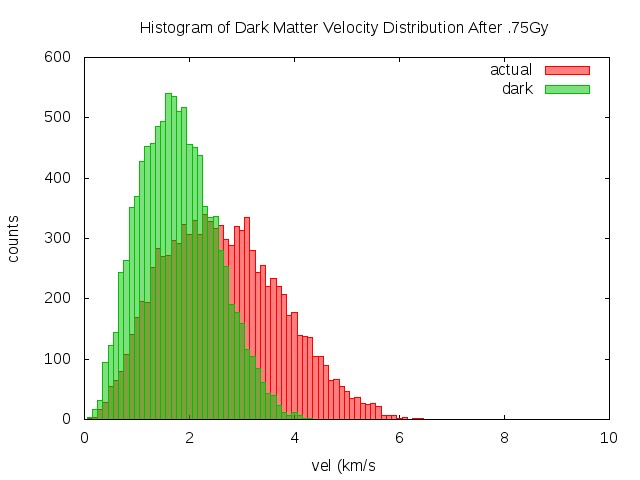 Histogram of Dark Matter Velocity Distribution After .75Gy
600
500
400
300
200
100
0
counts
actual
dark
0 2 4 6 8 10
vel (km/s